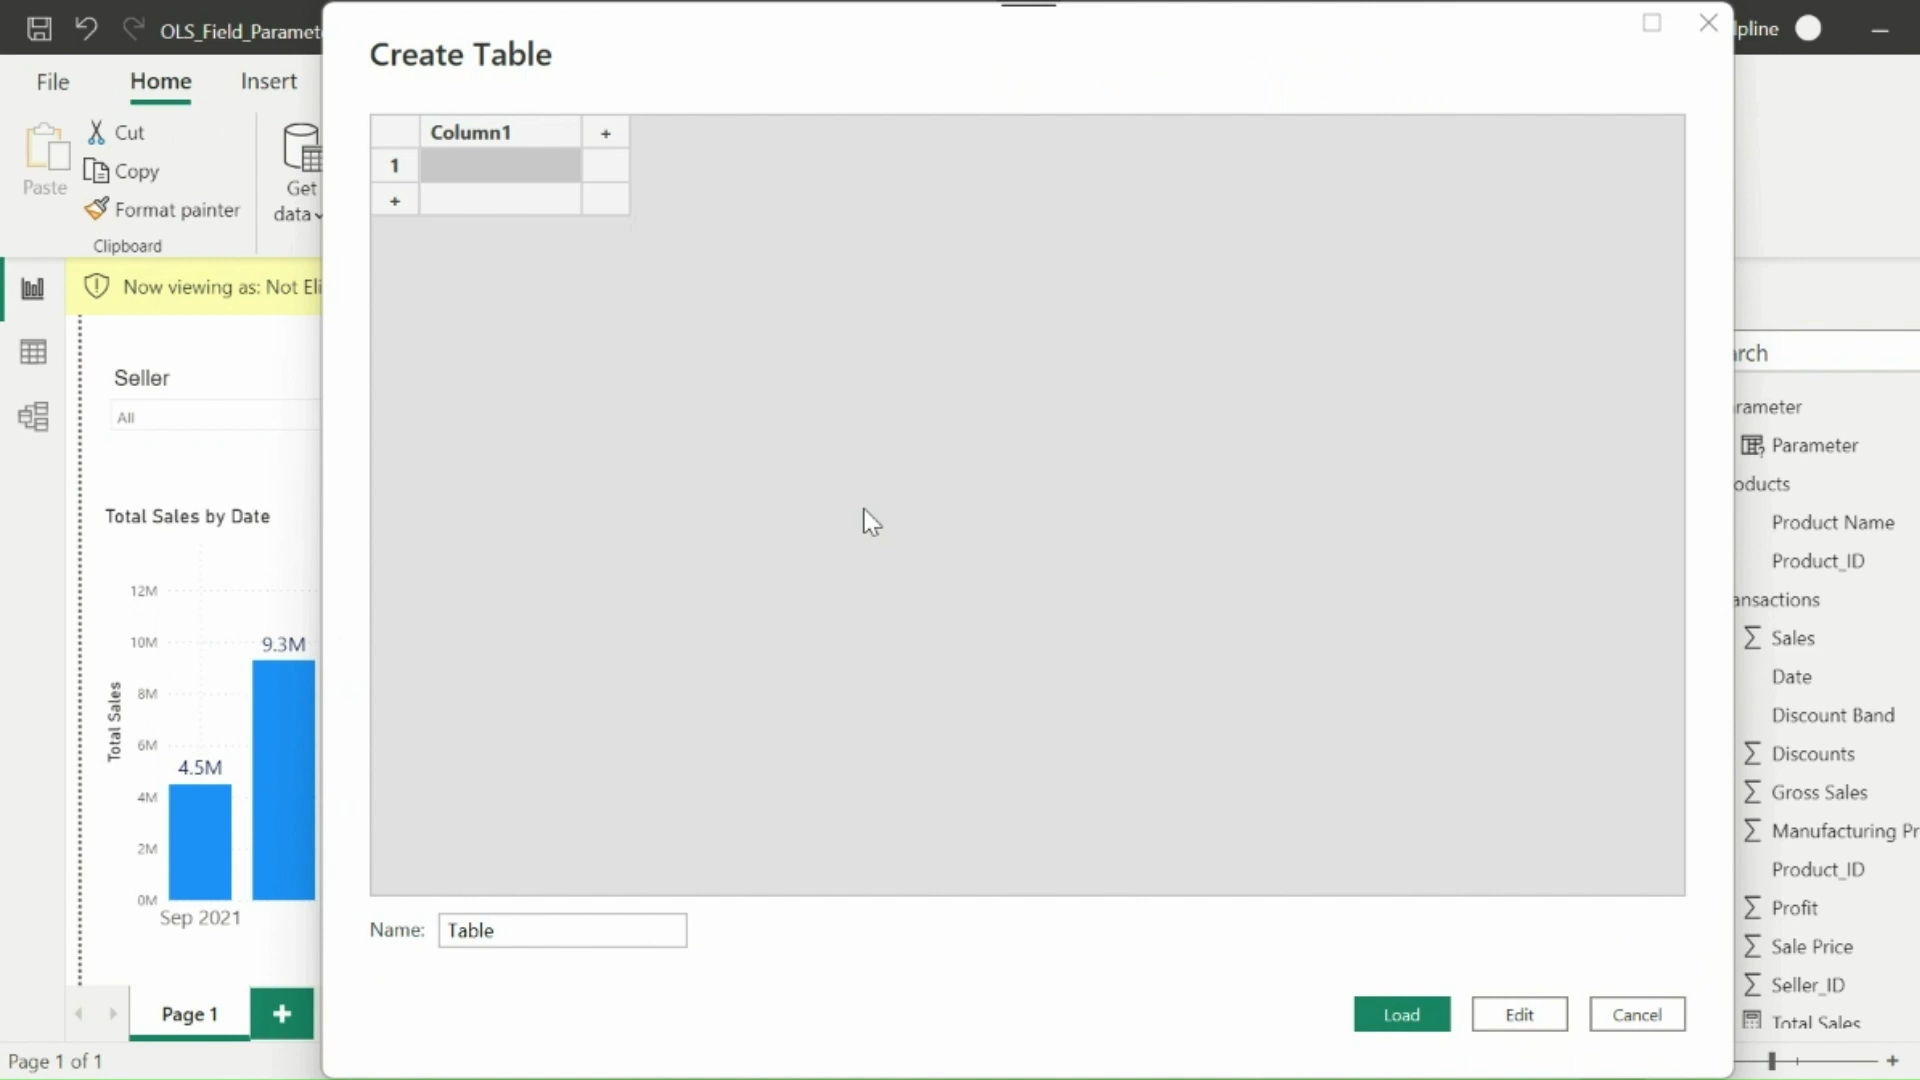 OLS_Field_Paramet
pline
File
Home
Insert
Create Table
Paste
Cut
Copy
Format painter
Clipboard
Get
data
Column1
+
1
+
Now viewing as: Not Eli
Seller
All
Total Sales by Date
Total Sales
12M
10M
8M
6M
4M
2M
0M
4.5M
9.3M
Sep 2021
Name:
Table
Load
Edit
Cancel
Page 1
+
Page 1 of 1
rch
rameter
Parameter
oducts
Product Name
Product_ID
ansactions
Sales
Date
Discount Band
Discounts
Gross Sales
Manufacturing Pr
Product_ID
Profit
Sale Price
Seller_ID
Total Sales
+